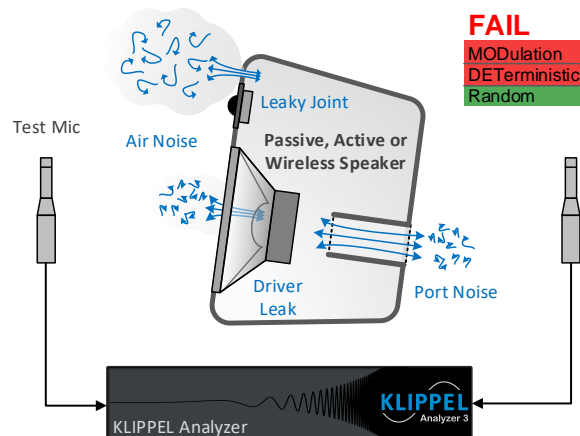 FAIL
MODulation
DETerministic
Random
Leaky Joint
Test Mic
Air Noise
Passive, Active or
Wireless Speaker
Driver
Leak
Port Noise
KLIPPEL
Analyzer 3
KLIPPEL Analyzer